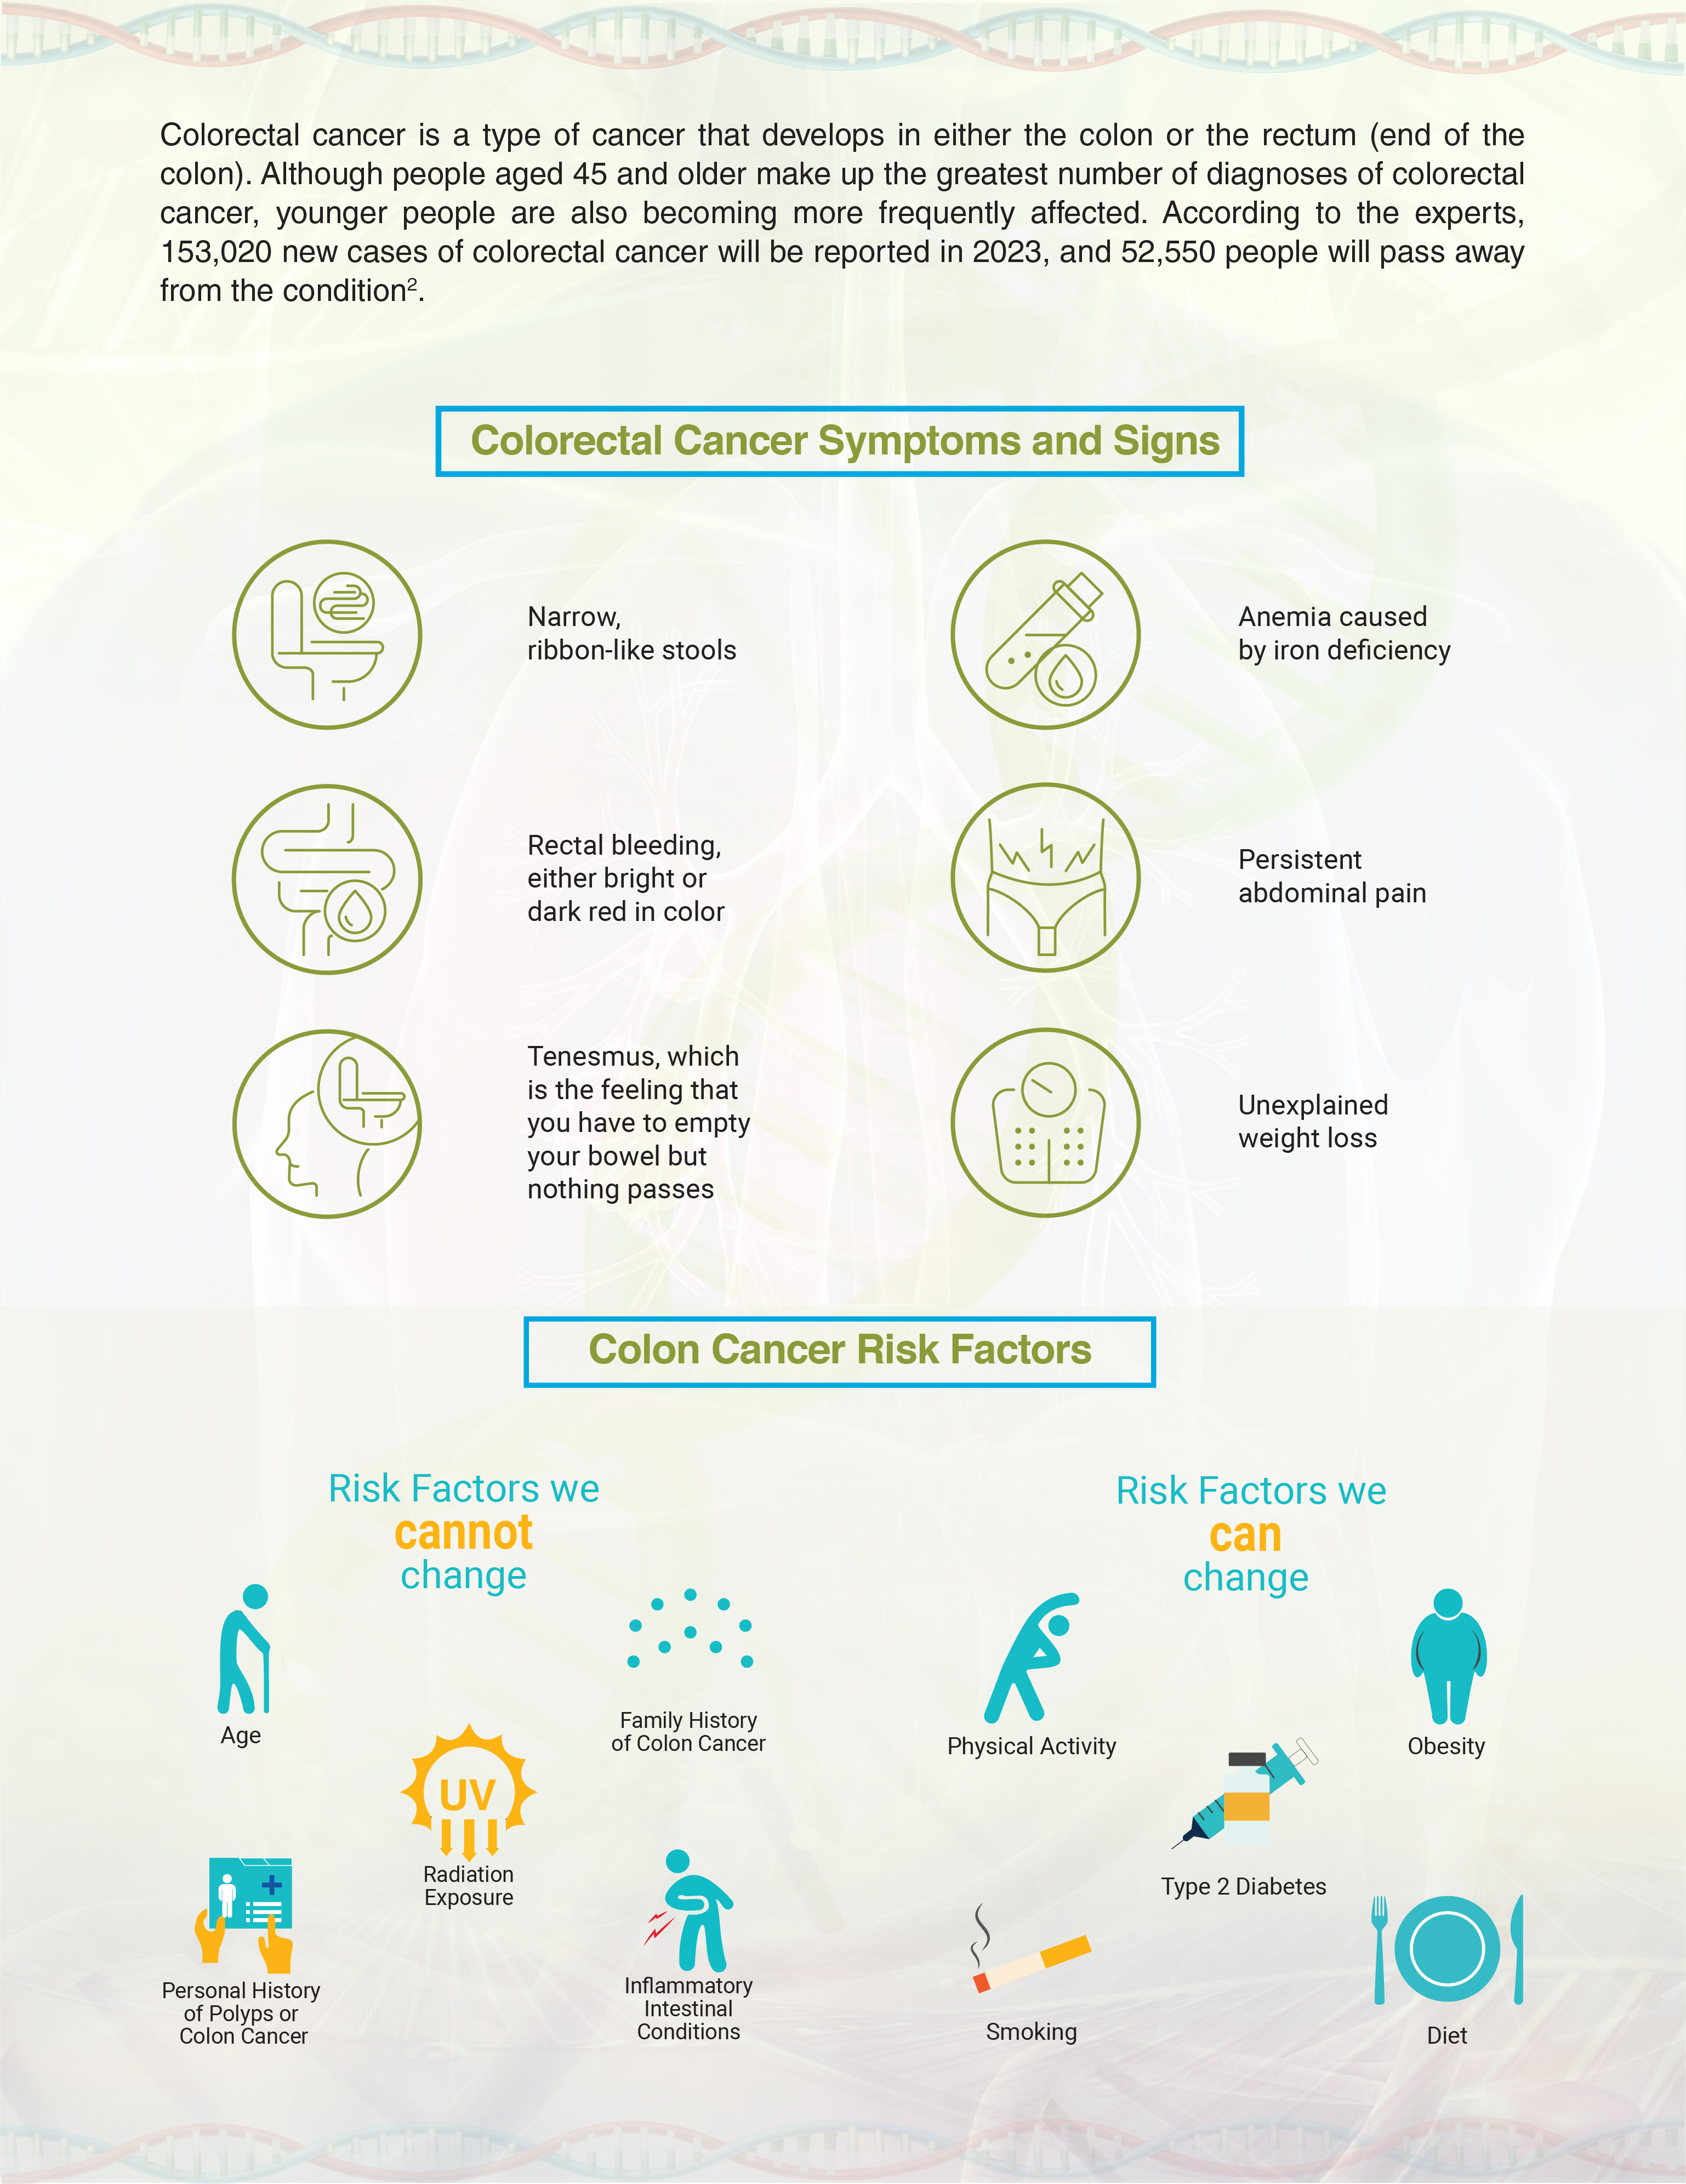 Colorectal cancer is a type of cancer that develops in either the colon or the rectum (end of the
colon). Although people aged 45 and older make up the greatest number of diagnoses of colorectal
cancer, younger people are also becoming more frequently affected. According to the experts,
153,020 new cases of colorectal cancer will be reported in 2023, and 52,550 people will pass away
from the condition².
Colorectal Cancer Symptoms and Signs
Narrow,
ribbon-like stools
Anemia caused
by iron deficiency
Rectal bleeding,
either bright or
dark red in color
Persistent
abdominal pain
Tenesmus, which
is the feeling that
you have to empty
your bowel but
nothing passes
Unexplained
weight loss
Colon Cancer Risk Factors
Risk Factors we
cannot
change
Age
Family History
of Colon Cancer
UV
Radiation
Exposure
Personal History
of Polyps or
Colon Cancer
Inflammatory
Intestinal
Conditions
Risk Factors we
can
change
Physical Activity
Obesity
Type 2 Diabetes
Smoking
Diet